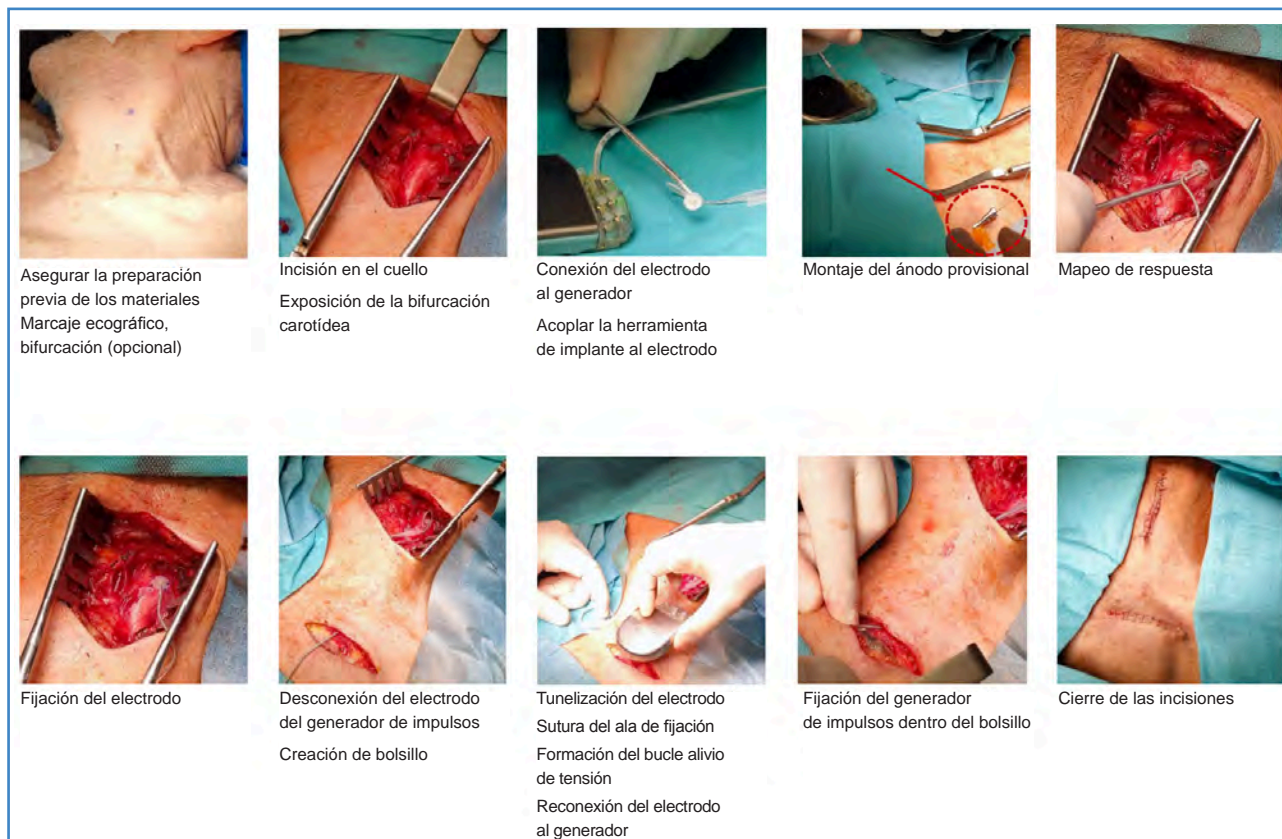 Asegurar la preparación
previa de los materiales
Marcaje ecográfico,
bifurcación (opcional)
Incisión en el cuello
Exposición de la bifurcación
carotídea
Conexión del electrodo
al generador
Acoplar la herramienta
de implante al electrodo
Montaje del ánodo provisional
Mapeo de respuesta
Fijación del electrodo
Desconexión del electrodo
del generador de impulsos
Creación de bolsillo
Tunelización del electrodo
Sutura del ala de fijación
Formación del bucle alivio
de tensión
Reconexión del electrodo
al generador
Fijación del generador
de impulsos dentro del bolsillo
Cierre de las incisiones